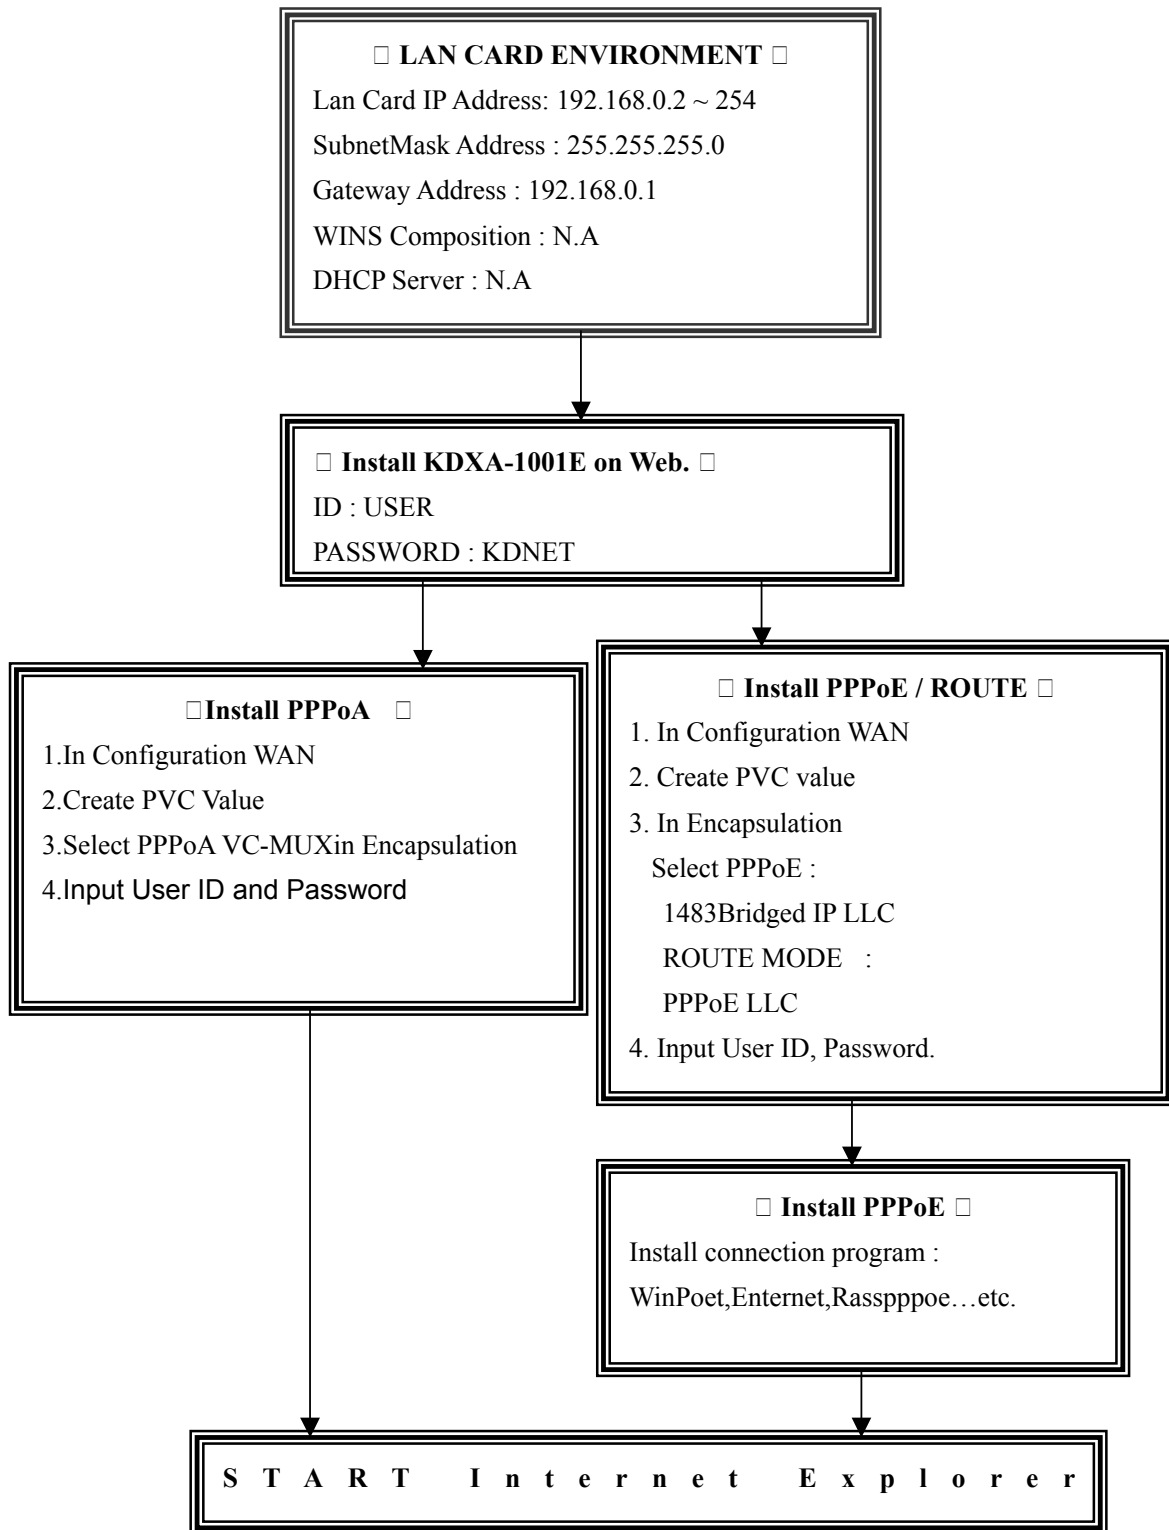 □ LAN CARD ENVIRONMENT □
Lan Card IP Address: 192.168.0.2 ~ 254
SubnetMask Address : 255.255.255.0
Gateway Address : 192.168.0.1
WINS Composition : N.A
DHCP Server : N.A
□ Install KDXA-1001E on Web. □
ID : USER
PASSWORD : KDNET
□Install PPPoA □
1.In Configuration WAN
2.Create PVC Value
3.Select PPPoA VC-MUXin Encapsulation
4.Input User ID and Password
□ Install PPPoE / ROUTE □
1. In Configuration WAN
2. Create PVC value
3. In Encapsulation
Select PPPoE :
1483Bridged IP LLC
ROUTE MODE :
PPPoE LLC
4. Input User ID, Password.
□ Install PPPoE □
Install connection program :
WinPoet,Enternet,Rasspppoe…etc.
START Internet Explorer